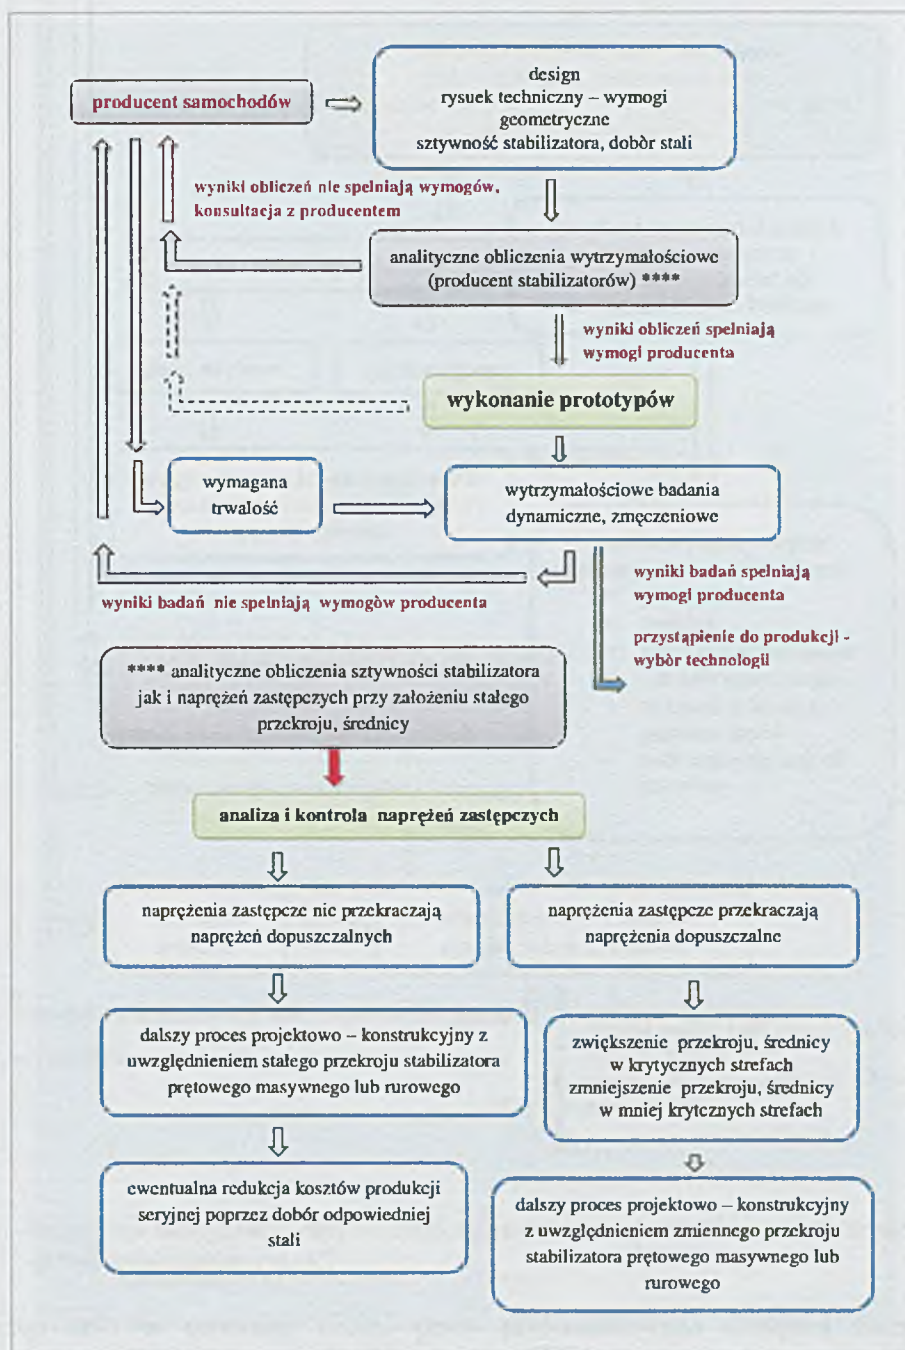 producent samochodów
design
rysuek techniczny – wymogi
geometryczne
sztywność stabilizatora, dobòr stali
wyniki obliczeń nie spełniają wymogów,
konsultacja z producentem
analityczne obliczenia wytrzymałościowe
(producent stabilizatorów) ****
wyniki obliczeń spełniają
wymogi producenta
wykonanie prototypów
wymagana
trwałość
wytrzymałościowe badania
dynamiczne, zmęczeniowe
wyniki badań nie spełniają wymogòw producenta
wyniki badań spełniają
wymogi producenta
przystąpienie do produkcji -
wybòr technologii
**** analityczne obliczenia sztywności stabilizatora
jak i naprężeń zastępczych przy założeniu stałego
przekroju, średnicy
analiza i kontrola naprężeń zastępczych
naprężenia zastępcze nie przekraczają
naprężeń dopuszczalnych
naprężenia zastępcze przekraczają
naprężenia dopuszczalne
dalszy proces projektowo – konstrukcyjny z
uwzględnieniem stałego przekroju stabilizatora
prętowego masywnego lub rurowego
zwiększenie przekroju, średnicy
w krytycznych strefach
zmniejszenie przekroju, średnicy
w mniej krytcznych strefach
ewentualna redukcja kosztów produkcji
seryjnej poprzez dobór odpowiedniej
stali
dalszy proces projektowo – konstrukcyjny
z uwzględnieniem zmiennego przekroju
stabilizatora prętowego masywnego lub
rurowego